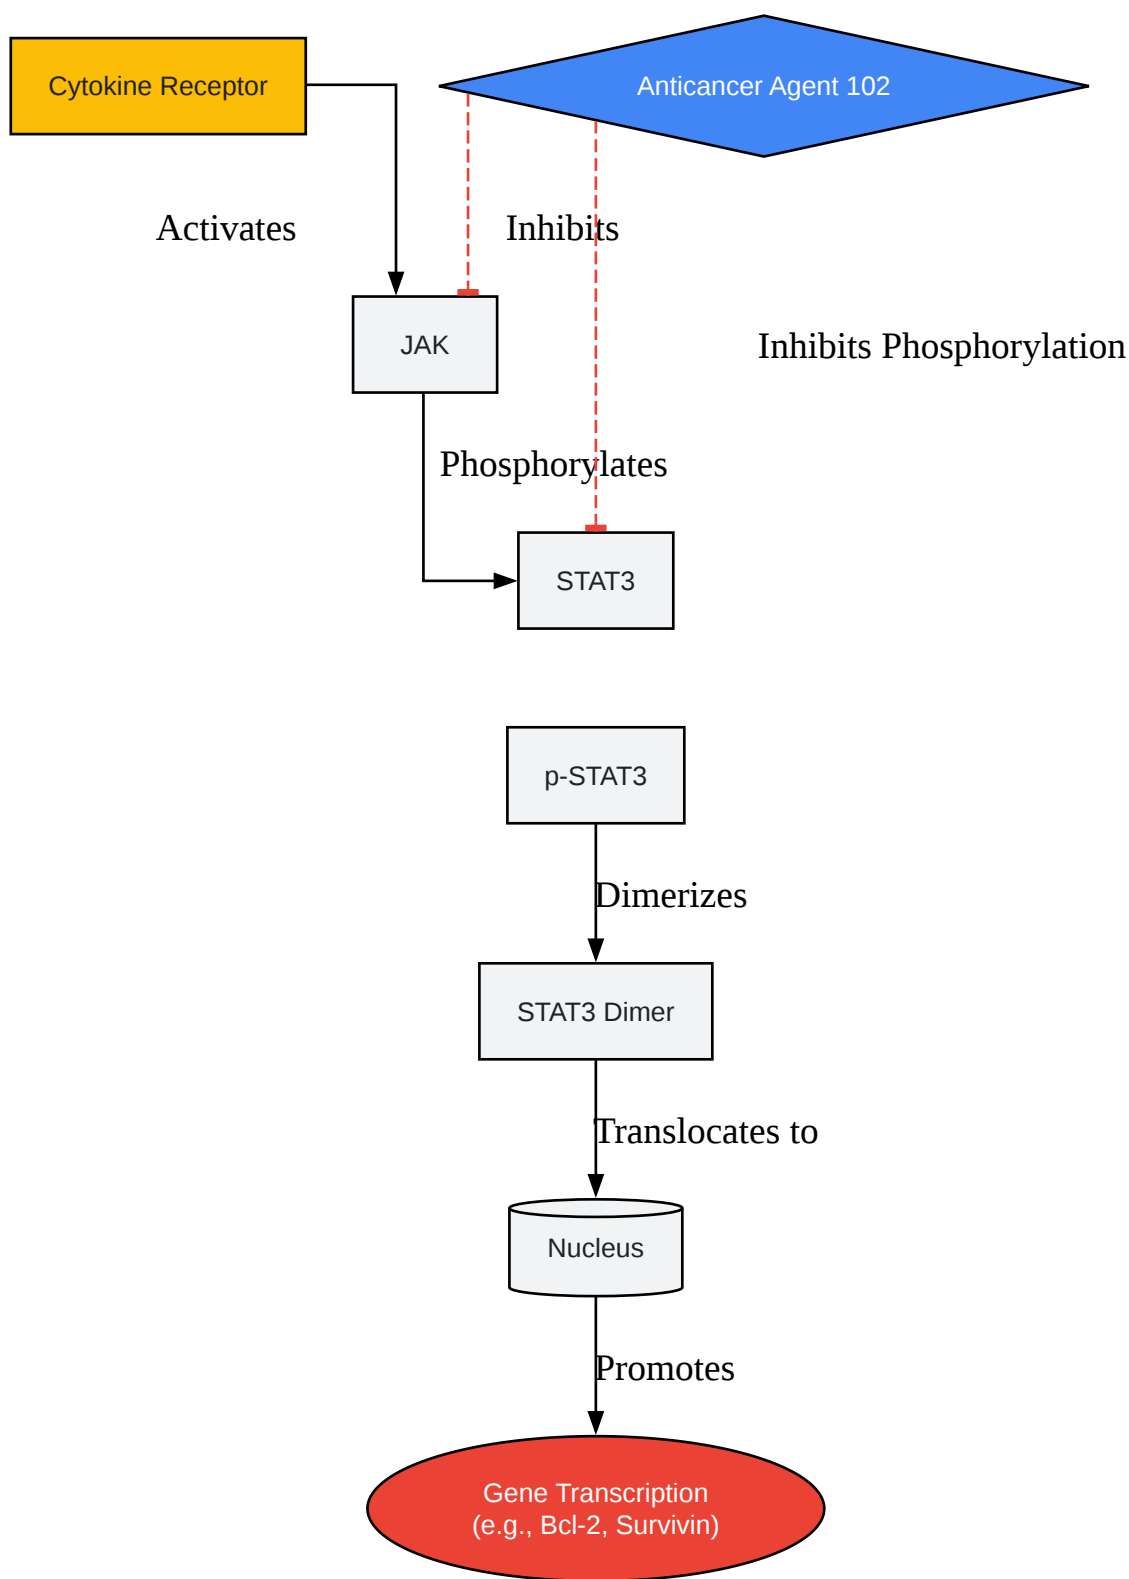 Cytokine Receptor
Anticancer Agent 102
Activates
Inhibits
JAK
Inhibits Phosphorylation
Phosphorylates
STAT3
p-STAT3
Dimerizes
STAT3 Dimer
Translocates to
Nucleus
Promotes
Gene Transcription
(e.g., Bcl-2, Survivin)